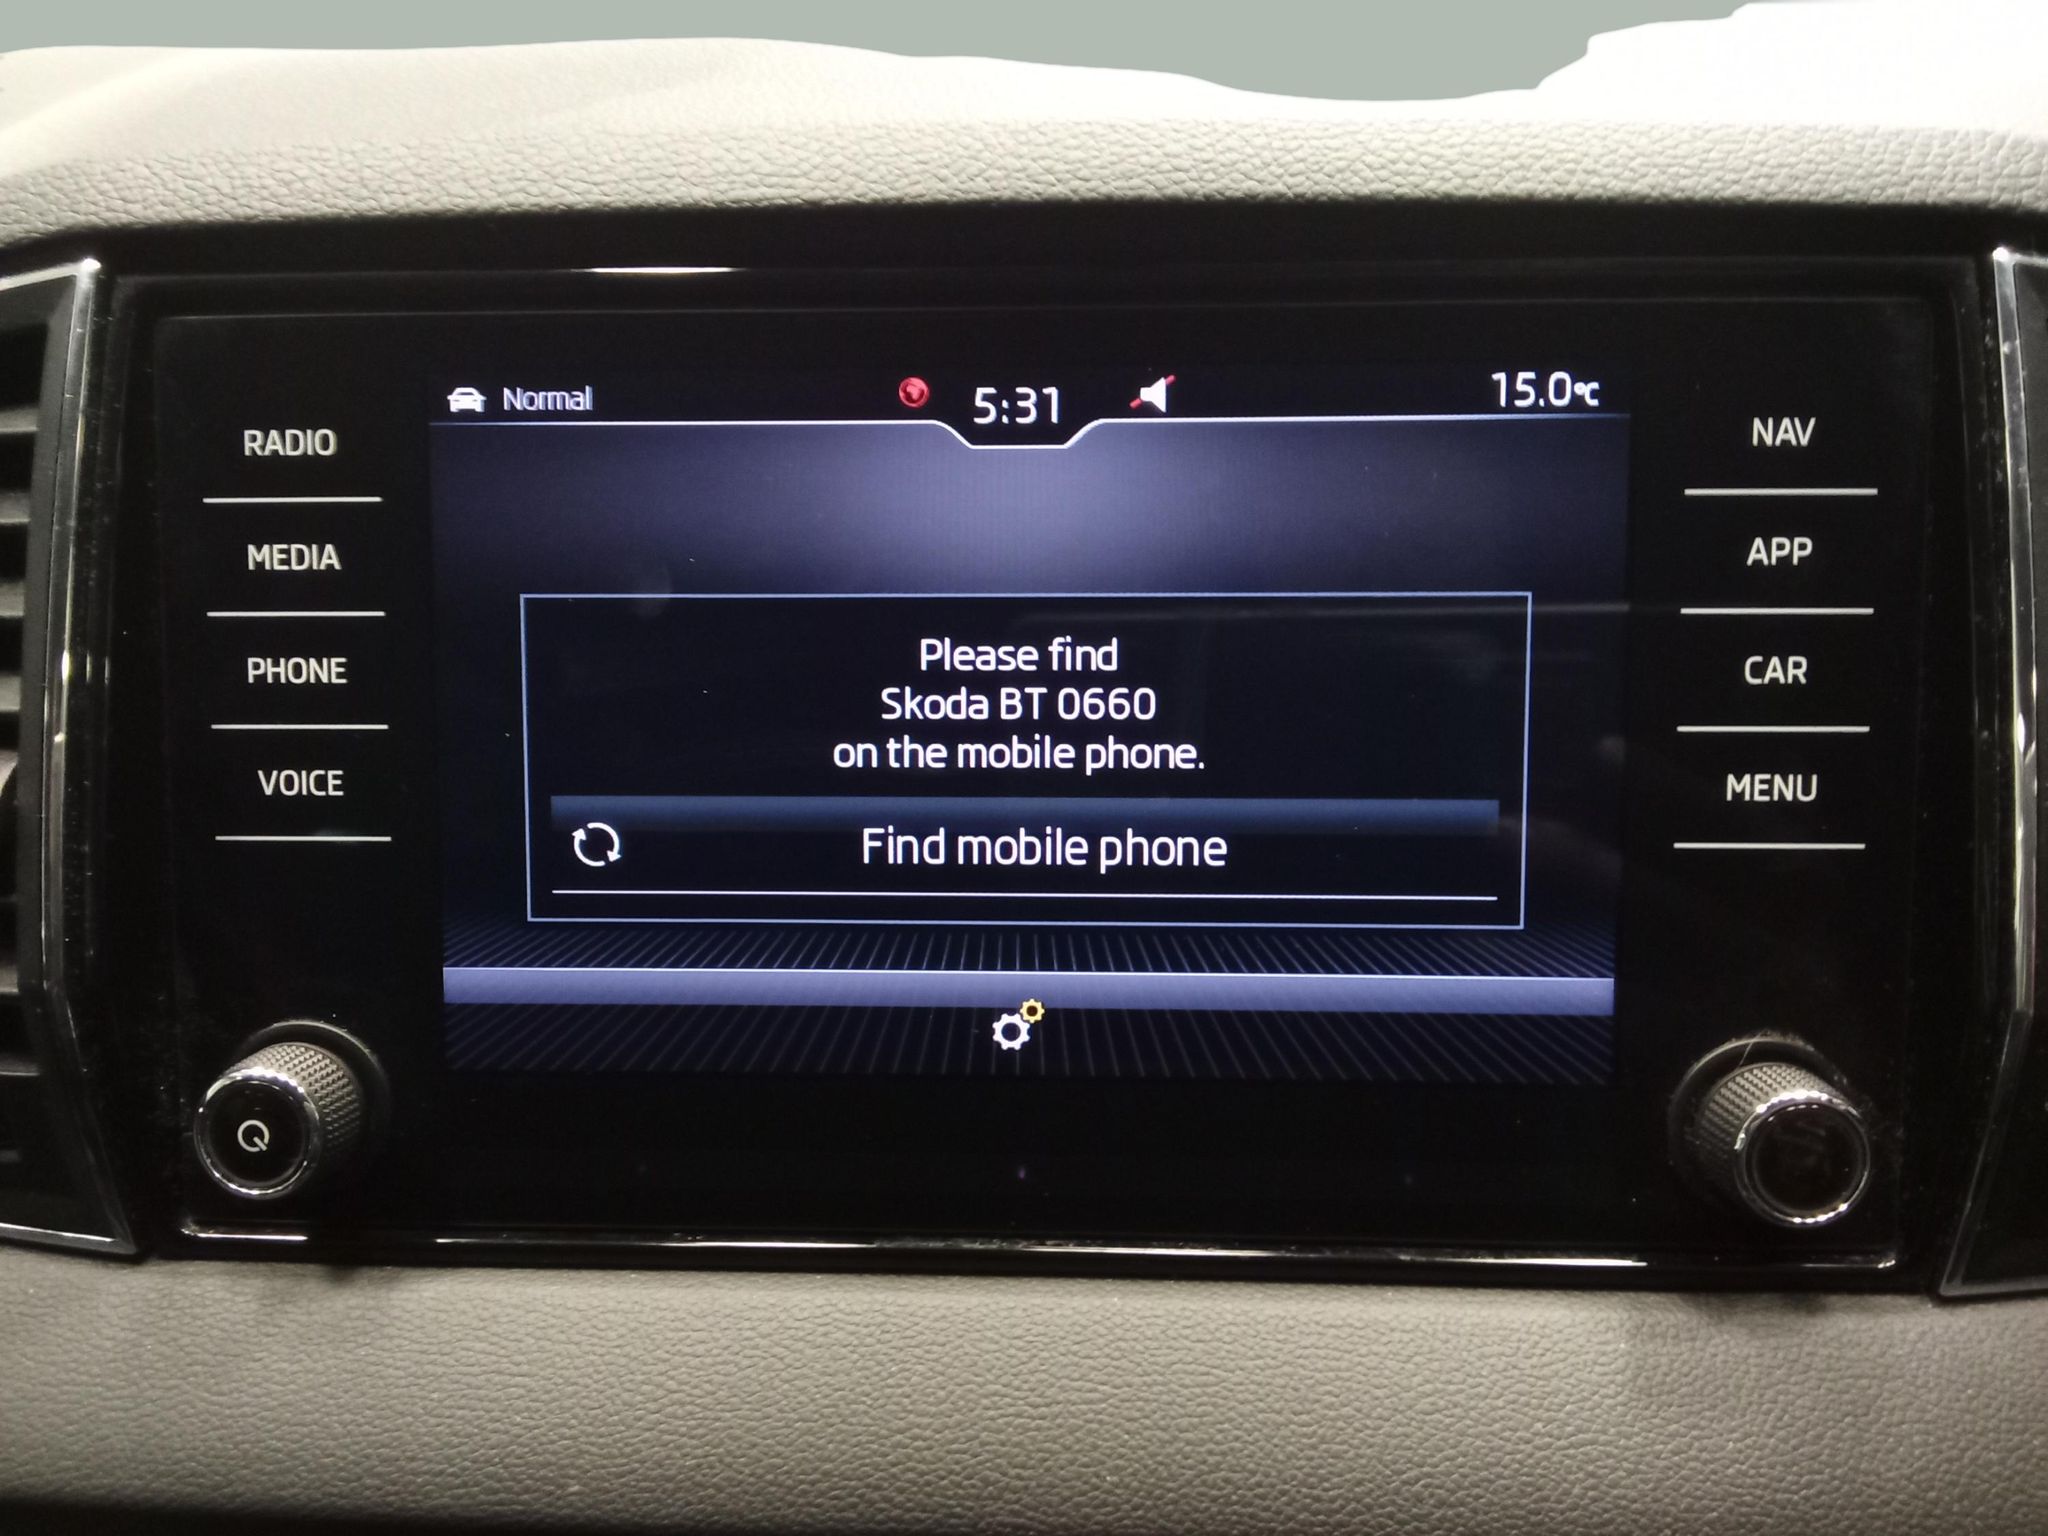 Normal
5:31
15.0°C
RADIO
MEDIA
PHONE
VOICE
Please find
Skoda BT 0660
on the mobile phone.
Find mobile phone
NAV
APP
CAR
MENU